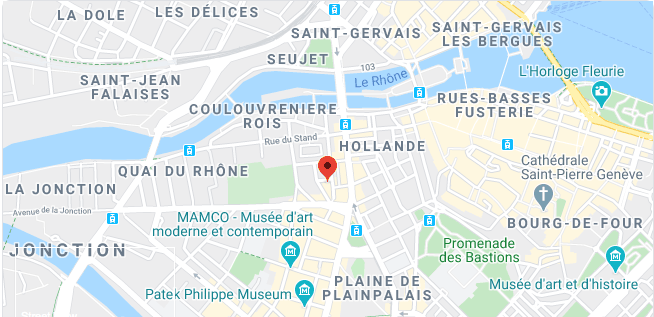 LA DOLE
LES DÉLICES
SAINT-GERVAIS
SAINT-GERVAIS
LES BERGUES
SEUJET
103
Le Rhône
L'Horloge Fleurie
SAINT-JEAN
FALAISES
COULOUVRENIERE
ROIS
RUES-BASSES
FUSTERIE
Rue du Stand
HOLLANDE
QUAI DU RHÔNE
Cathédrale
Saint-Pierre Genève
LA JONCTION
Avenue de la Jonction
MAMCO - Musée d'art
moderne et contemporain
BOURG-DE-FOUR
JONCTION
Promenade
des Bastions
PLAINE DE
PLAINPALAIS
Musée d'art et d'histoire
Patek Philippe Museum